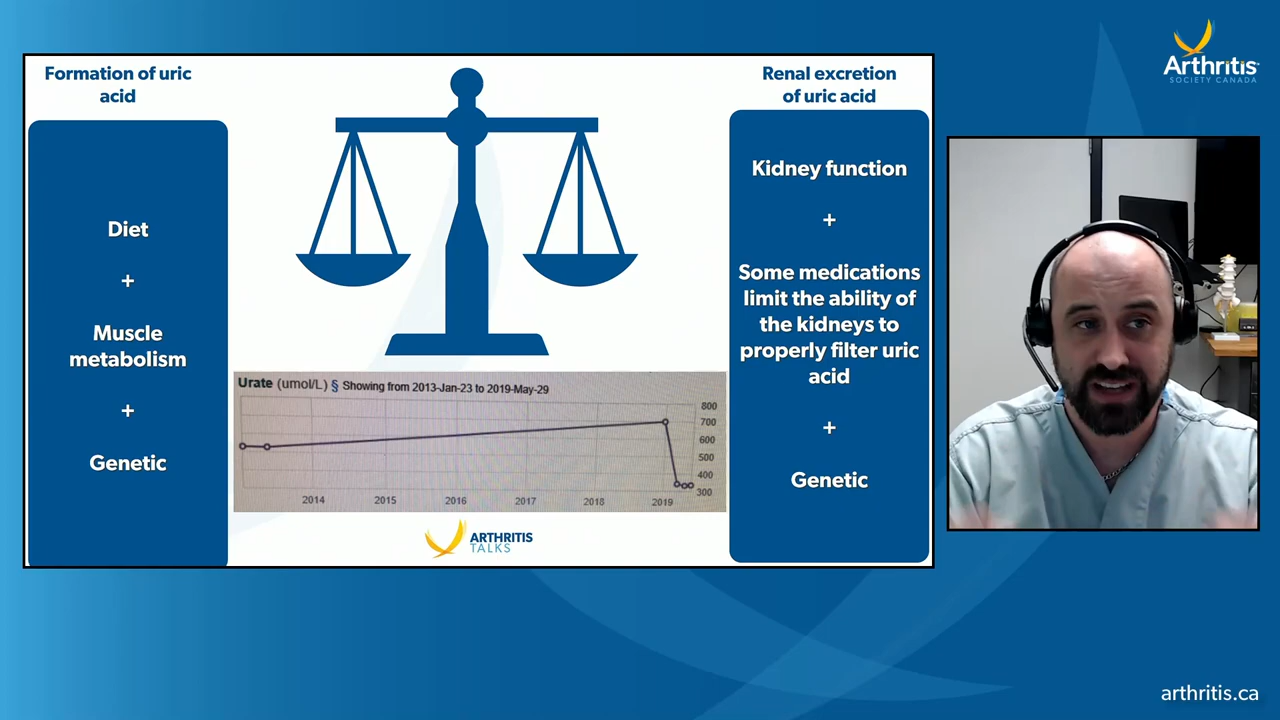 Formation of uric
acid
Diet
+
Muscle
metabolism
+
Genetic
Urate (umol/L) § Showing from 2013-Jan-23 to 2019-May-29
800
700
600
500
400
300
2014
2015
2016
2017
2018
2019
ARTHRITIS
TALKS
Renal excretion
of uric acid
Kidney function
+
Some medications
limit the ability of
the kidneys to
properly filter uric
acid
+
Genetic
Arthritis
SOCIETY CANADA
arthritis.ca